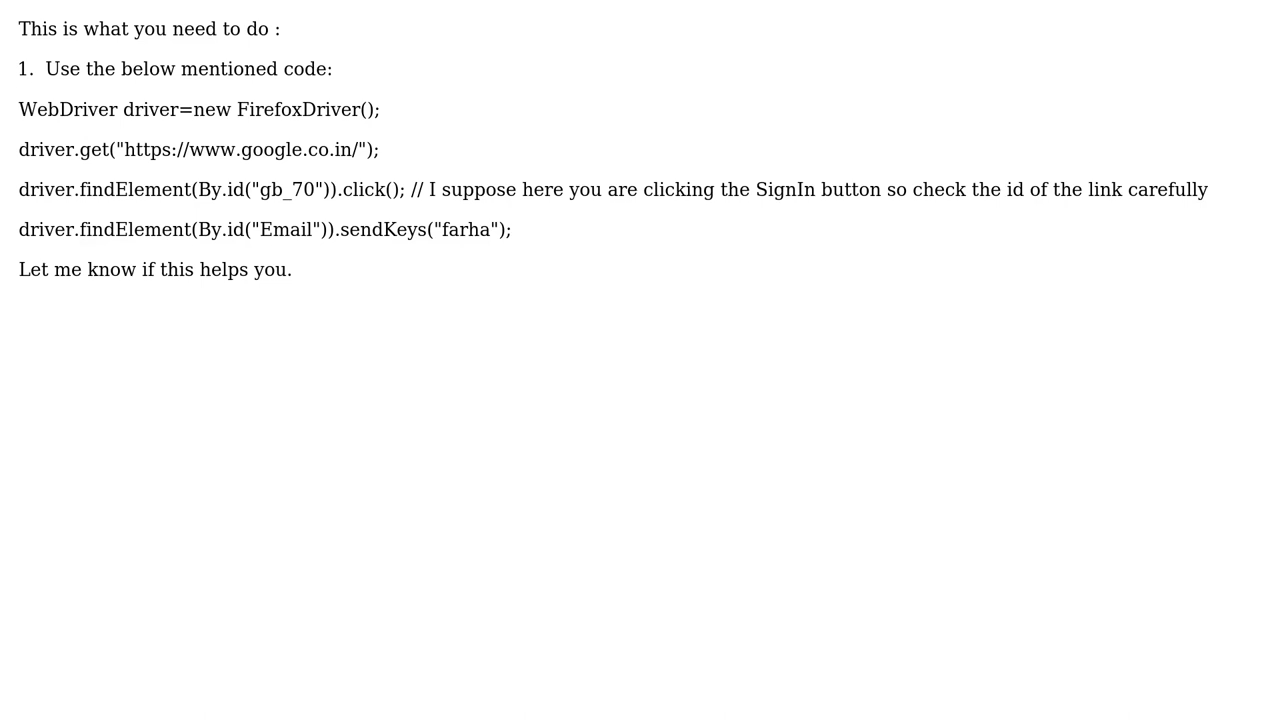 This is what you need to do :
1. Use the below mentioned code:
WebDriver driver=new FirefoxDriver();
driver.get("https://www.google.co.in/");
driver.findElement(By.id("gb_70")).click(); // I suppose here you are clicking the SignIn button so check the id of the link carefully
driver.findElement(By.id("Email")).sendKeys("farha");
Let me know if this helps you.